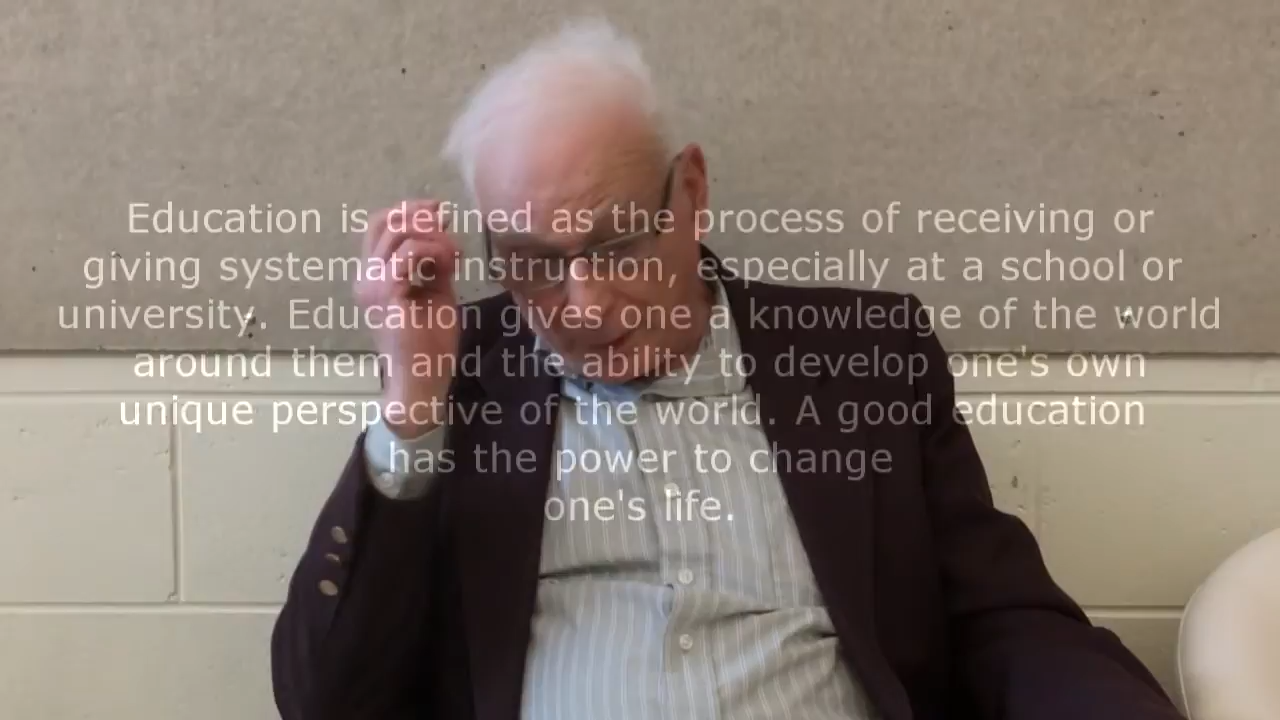 Education is defined as the process of receiving or
giving systematic instruction, especially at a school or
university. Education gives one a knowledge of the world
around them and the ability to develop one's own
unique perspective of the world. A good education
has the power to change
one's life.